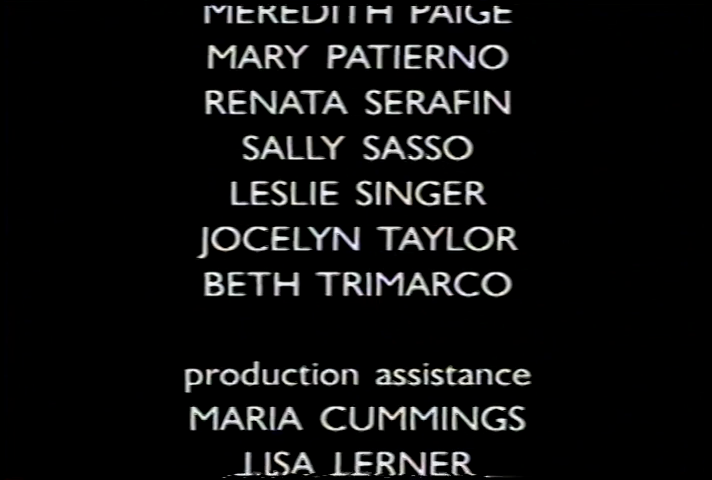 MEREDITH PAIGE
MARY PATIERNO
RENATA SERAFIN
SALLY SASSO
LESLIE SINGER
JOCELYN TAYLOR
BETH TRIMARCO
production assistance
MARIA CUMMINGS
LISA LERNER